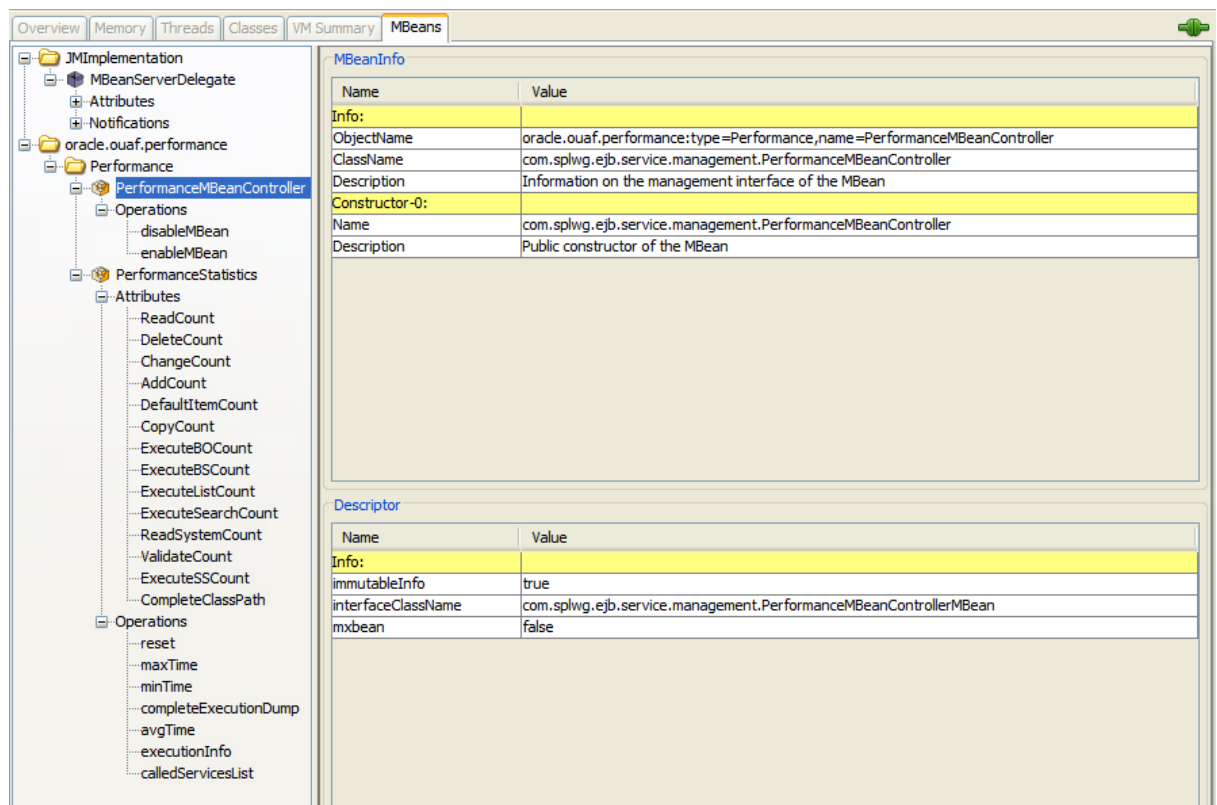 Overview Memory Threads Classes VM Summary MBeans
JMImplementation
MBeanServerDelegate
Attributes
Notifications
oracle.ouaf.performance
Performance
PerformanceMBeanController
Operations
disableMBean
enableMBean
PerformanceStatistics
Attributes
ReadCount
DeleteCount
ChangeCount
AddCount
DefaultItemCount
CopyCount
ExecuteBOCount
ExecuteBSCount
ExecuteListCount
ExecuteSearchCount
ReadSystemCount
ValidateCount
ExecuteSSCount
CompleteClassPath
Operations
reset
maxTime
minTime
completeExecutionDump
avgTime
executionInfo
calledServicesList
MBeanInfo
Name Value
Info:
ObjectName oracle.ouaf.performance:type=Performance,name=PerformanceMBeanController
ClassName com.splwg.ejb.service.management.PerformanceMBeanController
Description Information on the management interface of the MBean
Constructor-0:
Name com.splwg.ejb.service.management.PerformanceMBeanController
Description Public constructor of the MBean
Descriptor
Name Value
Info:
immutableInfo true
interfaceClassName com.splwg.ejb.service.management.PerformanceMBeanControllerMBean
mxbean false